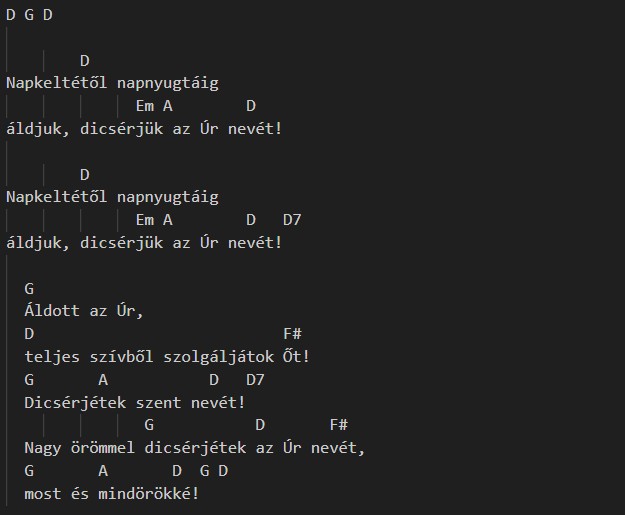 D G D
        D
Napkeltétől napnyugtáig
              Em A        D
áldjuk, dicsérjük az Úr nevét!
        D
Napkeltétől napnyugtáig
              Em A        D   D7
áldjuk, dicsérjük az Úr nevét!
  G
  Áldott az Úr,
  D                           F#
  teljes szívből szolgáljátok Őt!
  G       A           D   D7
  Dicsérjétek szent nevét!
               G           D       F#
  Nagy örömmel dicsérjétek az Úr nevét,
  G       A       D  G D
  most és mindörökké!